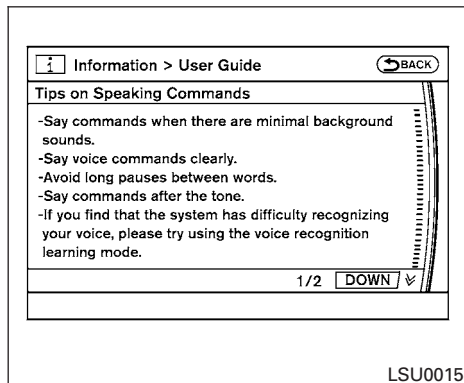 i Information > User Guide BACK
Tips on Speaking Commands
-Say commands when there are minimal background
sounds.
-Say voice commands clearly.
-Avoid long pauses between words.
-Say commands after the tone.
-If you find that the system has difficulty recognizing
your voice, please try using the voice recognition
learning mode.
1/2 DOWN
LSU0015